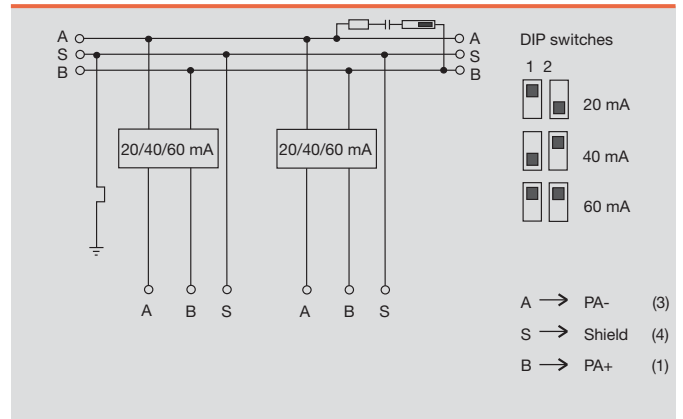 A A
S S
B B
20/40/60 mA 20/40/60 mA
A B S A B S
DIP switches
1 2
20 mA
40 mA
60 mA
A → PA- (3)
S → Shield (4)
B → PA+ (1)